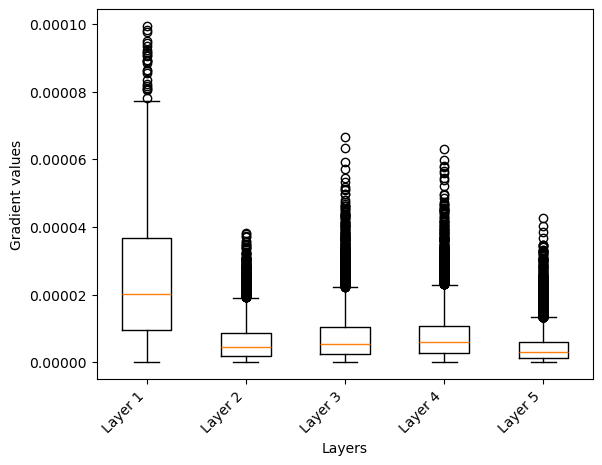 Gradient values
0.00010
0.00008
0.00006
0.00004
0.00002
0.00000
Layer 1
Layer 2
Layer 3
Layer 4
Layer 5
Layers